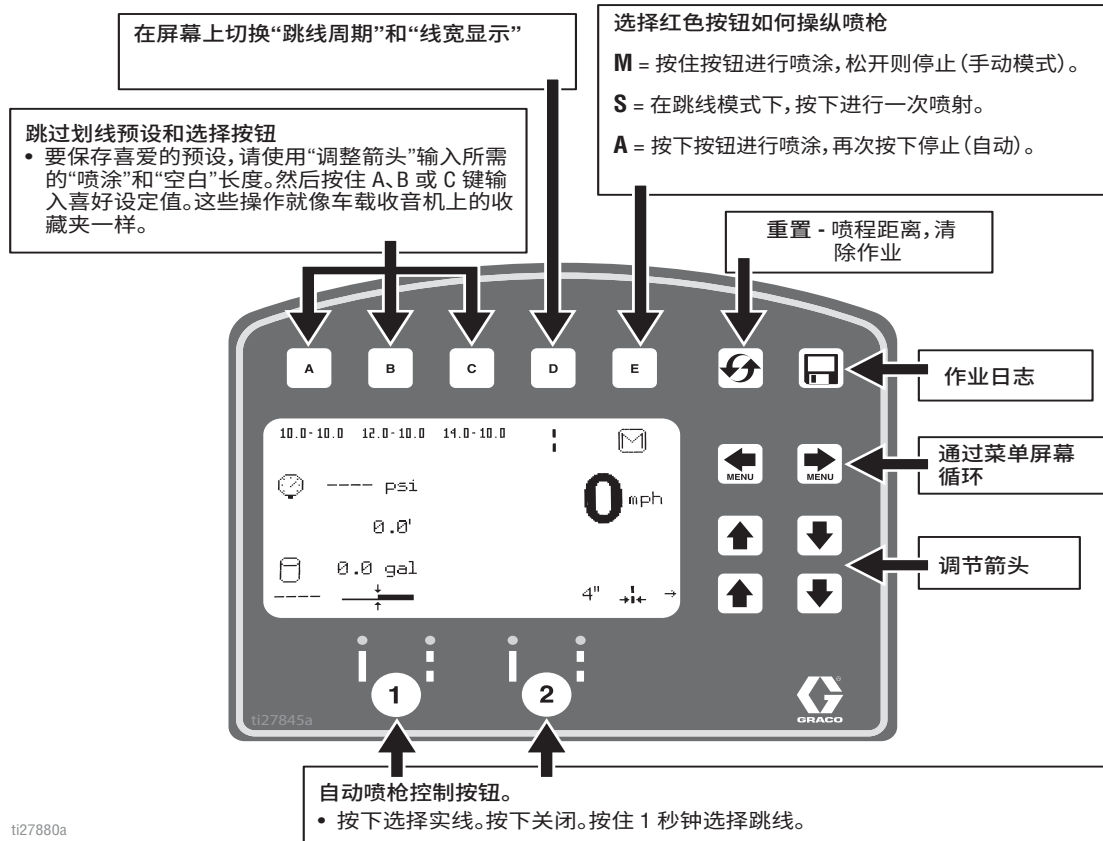 在屏幕上切换“跳线周期”和“线宽显示”
选择红色按钮如何操纵喷枪
M = 按住按钮进行喷涂，松开则停止（手动模式）。
S = 在跳线模式下，按下进行一次喷射。
A = 按下按钮进行喷涂，再次按下停止（自动）。
跳过划线预设和选择按钮
• 要保存喜爱的预设，请使用“调整箭头”输入所需
的“喷涂”和“空白”长度。然后按住 A、B 或 C 键输
入喜好设定值。这些操作就像车载收音机上的收
藏夹一样。
重置 - 喷程距离，清
除作业
A
B
C
D
E
作业日志
10.0-10.0 12.0-10.0 14.0-10.0
M
---- psi
0 mph
0.0'
0.0 gal
----
4"
MENU
MENU
通过菜单屏幕
循环
调节箭头
1
2
G
GRACO
ti27845a
自动喷枪控制按钮。
• 按下选择实线。按下关闭。按住 1 秒钟选择跳线。
ti27880a